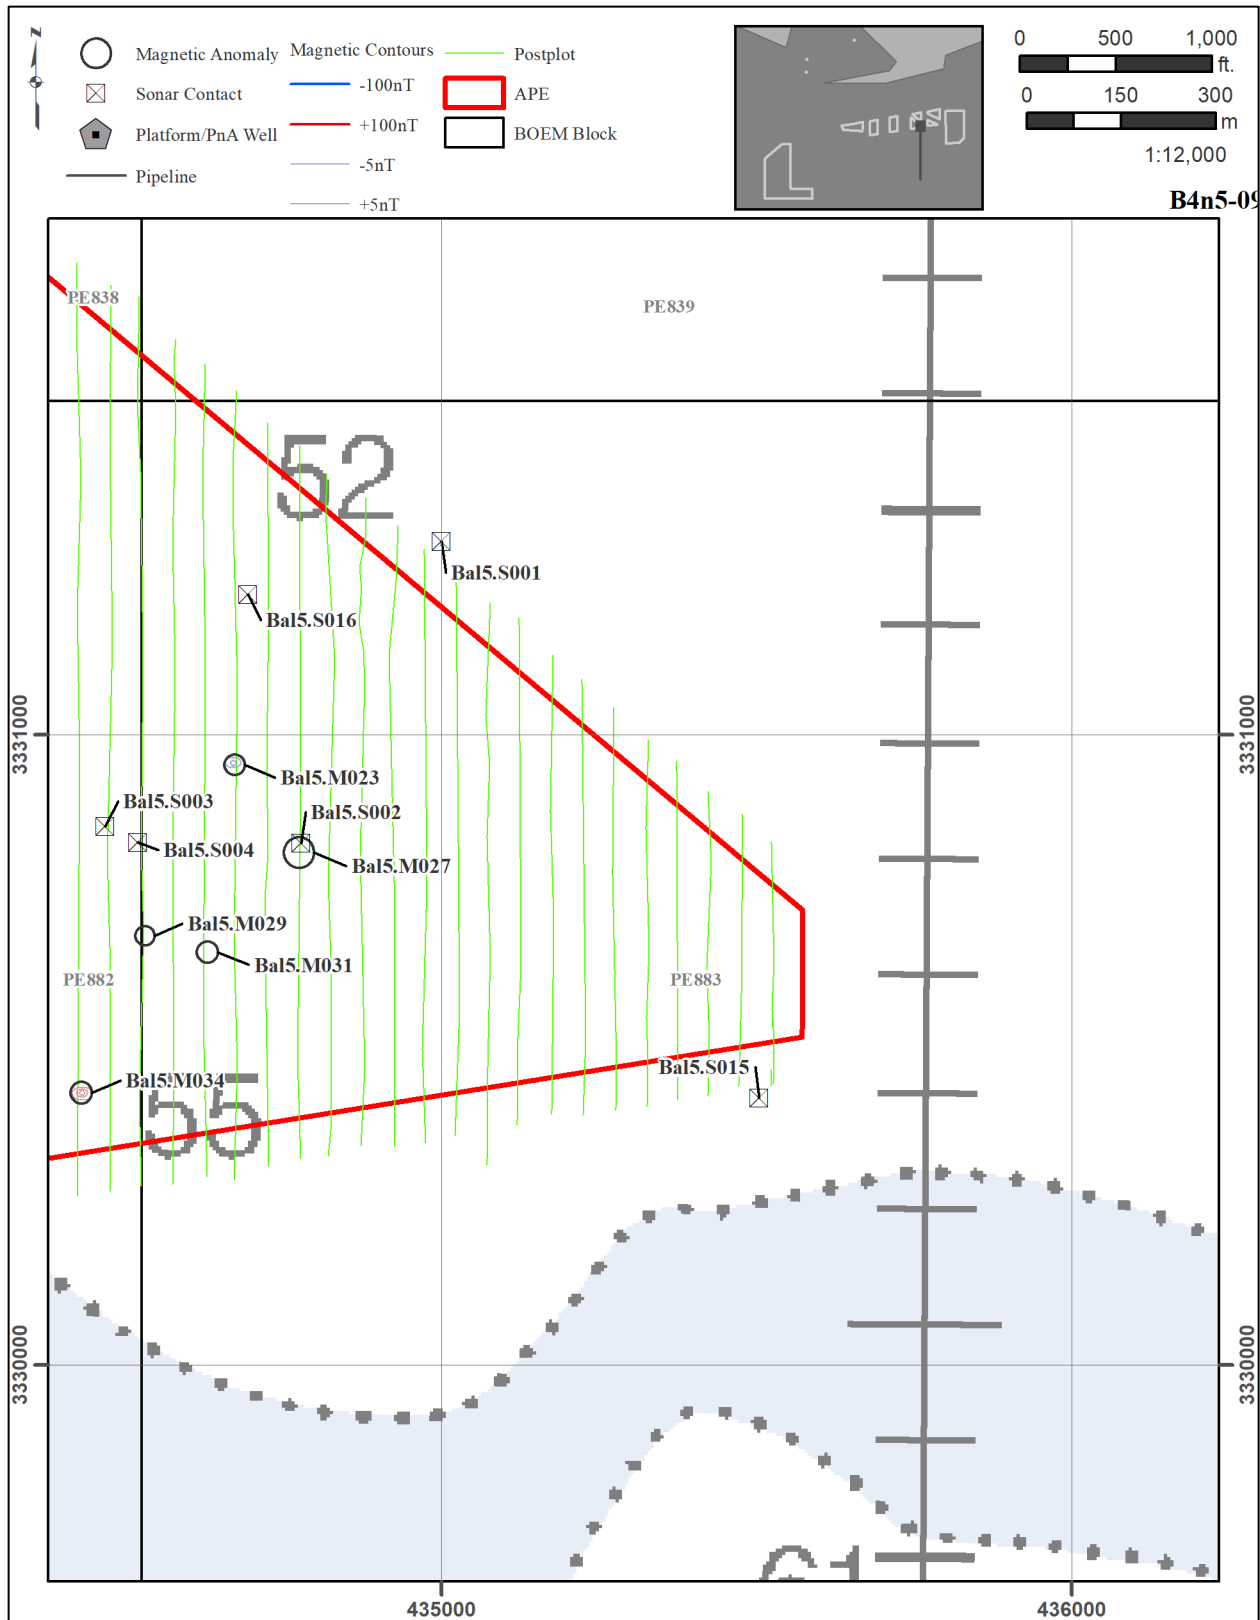 Z
Magnetic Anomaly
Sonar Contact
Platform/PnA Well
Pipeline
Magnetic Contours
-100nT
+100nT
-5nT
+5nT
Postplot
APE
BOEM Block
0 500 1,000
ft.
0 150 300
m
1:12,000
B4n5-09
PE838
PE839
52
Bal5.S001
Bal5.S016
3331000
3331000
Bal5.M023
Bal5.S003
Bal5.S002
Bal5.S004
Bal5.M027
Bal5.M029
Bal5.M031
PE882
PE883
Bal5.S015
Bal5.M034
55
3330000
3330000
435000
436000